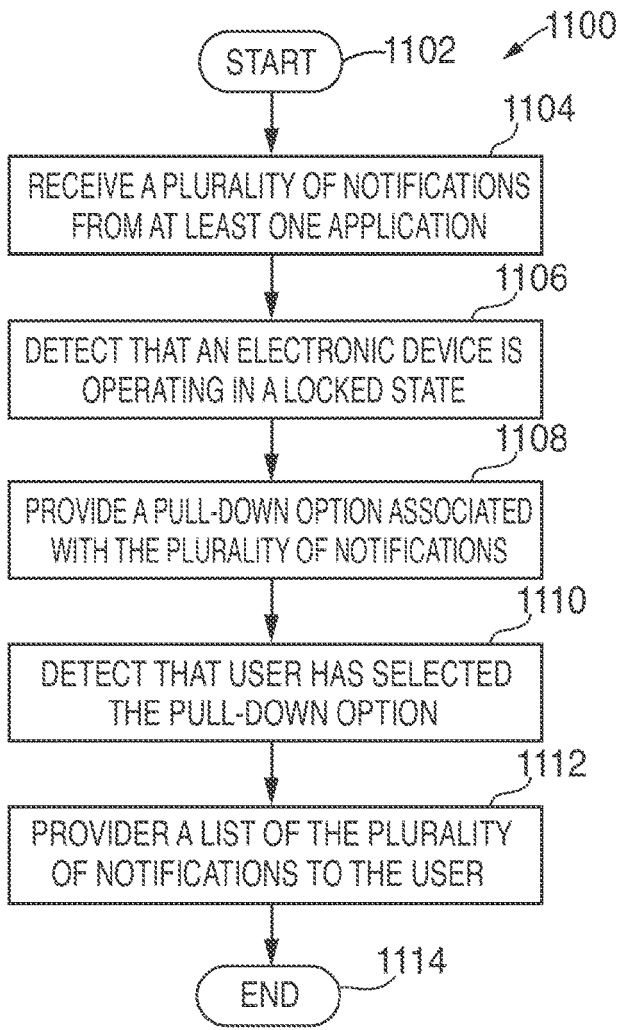 1100
START
1102
1104
RECEIVE A PLURALITY OF NOTIFICATIONS
FROM AT LEAST ONE APPLICATION
1106
DETECT THAT AN ELECTRONIC DEVICE IS
OPERATING IN A LOCKED STATE
1108
PROVIDE A PULL-DOWN OPTION ASSOCIATED
WITH THE PLURALITY OF NOTIFICATIONS
1110
DETECT THAT USER HAS SELECTED
THE PULL-DOWN OPTION
1112
PROVIDER A LIST OF THE PLURALITY
OF NOTIFICATIONS TO THE USER
1114
END